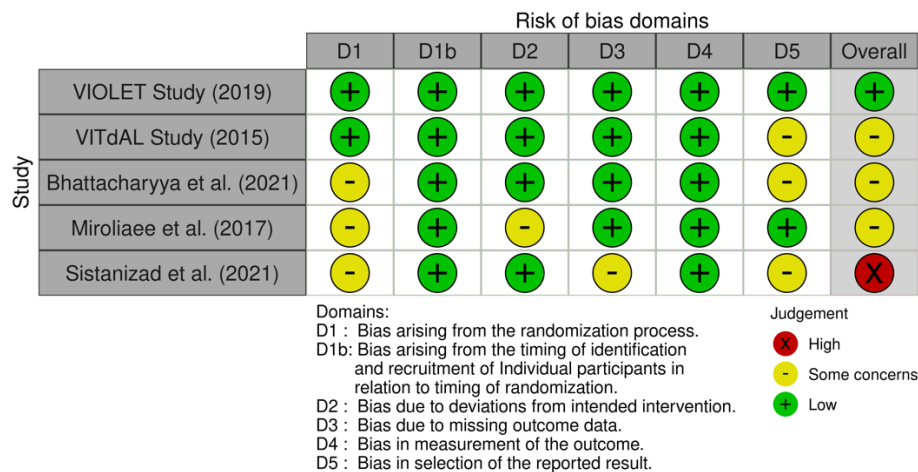 Risk of bias domains
D1 D1b D2 D3 D4 D5 Overall
Study
VIOLET Study (2019) + + + + + + +
VITdAL Study (2015) + + + + + - -
Bhattacharyya et al. (2021) - + + + + - -
Miroliaee et al. (2017) - + - + + + -
Sistanizad et al. (2021) - + + - + - X
Domains:
D1 : Bias arising from the randomization process.
D1b: Bias arising from the timing of identification
and recruitment of Individual participants in
relation to timing of randomization.
D2 : Bias due to deviations from intended intervention.
D3 : Bias due to missing outcome data.
D4 : Bias in measurement of the outcome.
D5 : Bias in selection of the reported result.
Judgement
X High
- Some concerns
+ Low